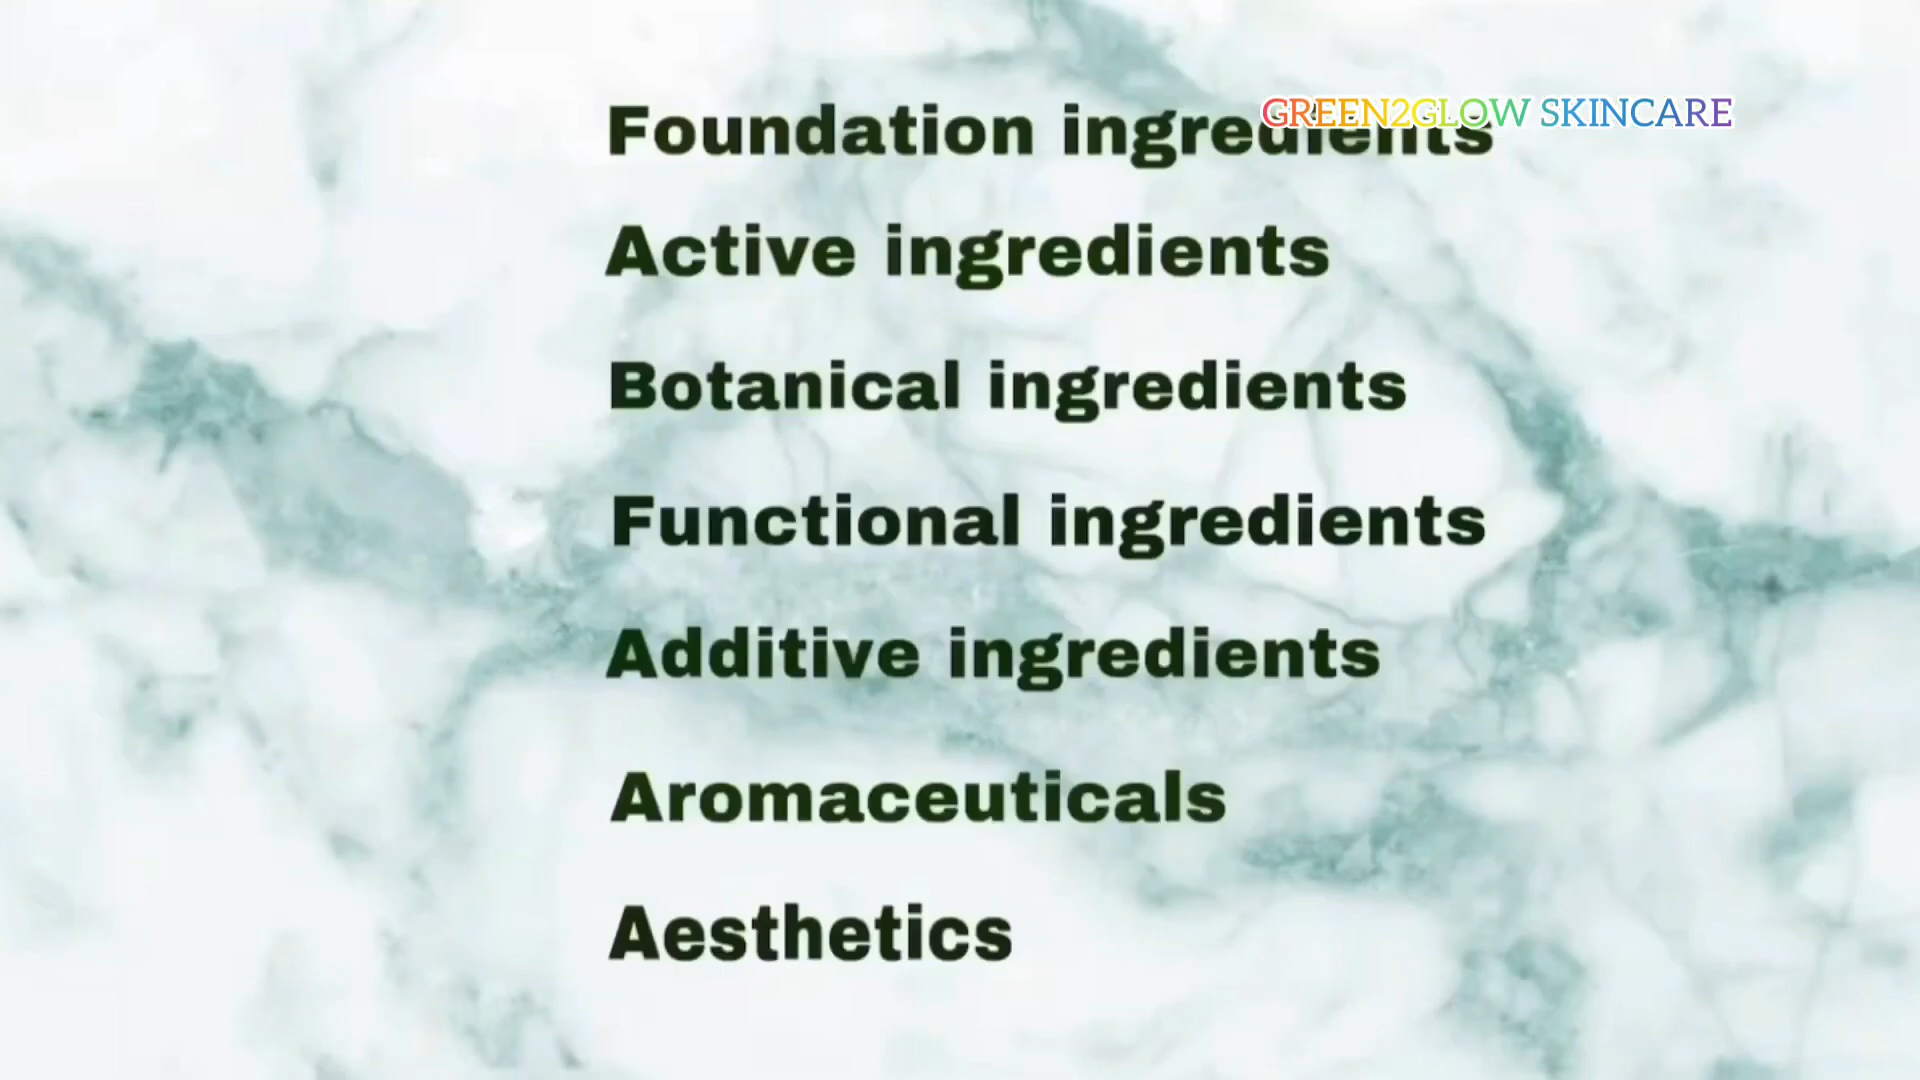 GREEN2GLOW SKINCARE
Foundation ingredients
Active ingredients
Botanical ingredients
Functional ingredients
Additive ingredients
Aromaceuticals
Aesthetics